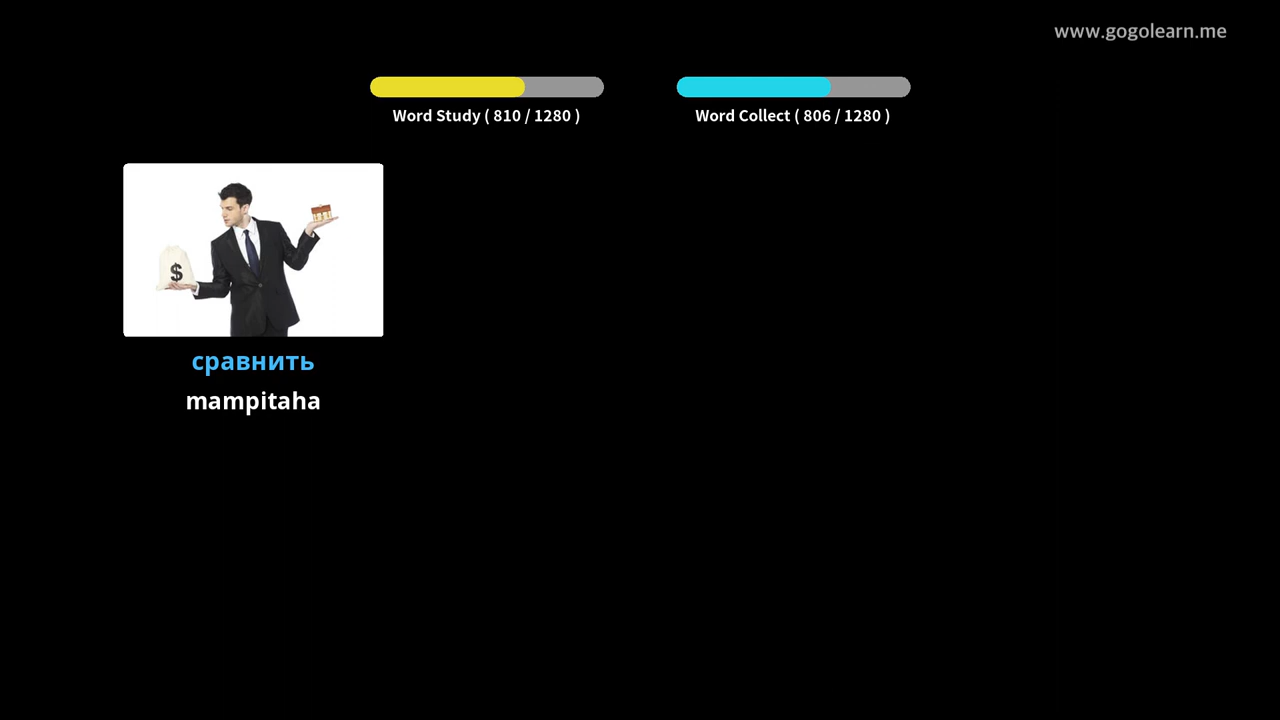 www.gogolearn.me
Word Study ( 810 / 1280 )
Word Collect ( 806 / 1280 )
$
сравнить
mampitaha